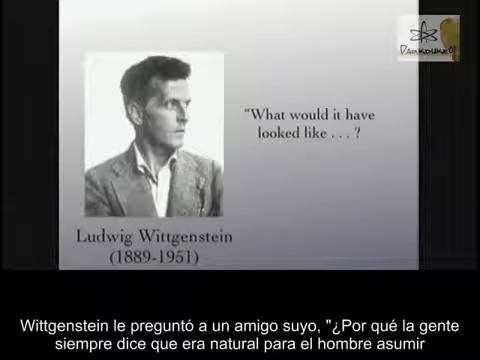 DARKDUKE01
"What would it have
looked like . . . ?
Ludwig Wittgenstein
(1889-1951)
Wittgenstein le preguntó a un amigo suyo, "¿Por qué la gente
siempre dice que era natural para el hombre asumir